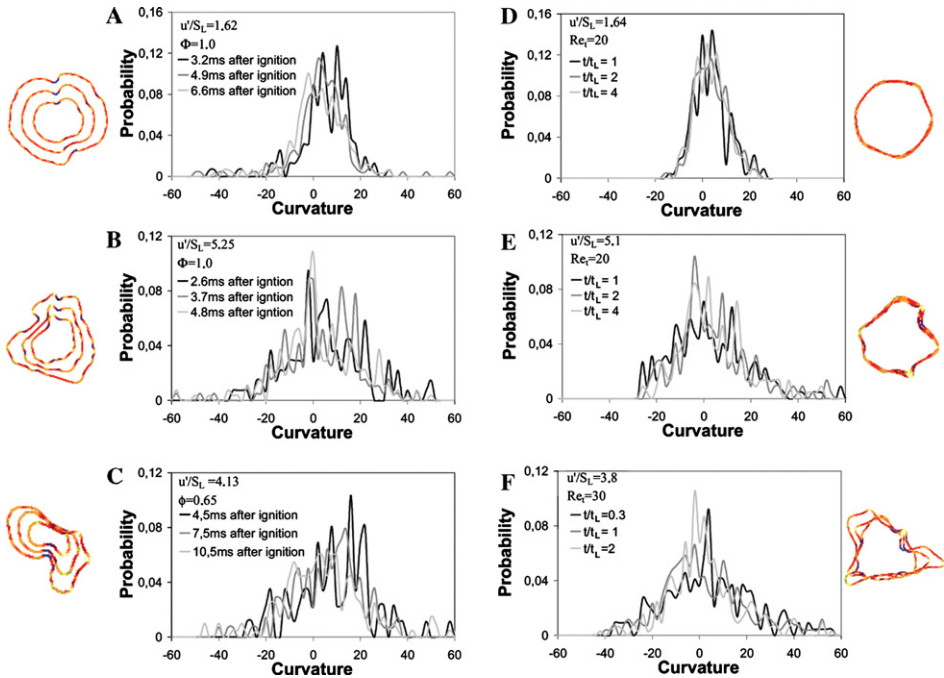 A
u'/SL=1.62
Φ=1.0
3.2ms after ignition
4.9ms after ignition
6.6ms after ignition
Probability
0,16
0,12
0,08
0,04
0
-60 -40 -20 0 20 40 60
Curvature
D
u'/SL=1.64
Ret=20
t/tL= 1
t/tL= 2
t/tL= 4
Probability
0,16
0,12
0,08
0,04
0
-60 -40 -20 0 20 40 60
Curvature
B
u'/SL=5.25
Φ=1.0
2.6ms after ignition
3.7ms after ignition
4.8ms after ignition
Probability
0,12
0,08
0,04
0
-60 -40 -20 0 20 40 60
Curvature
E
u'/SL=5.1
Ret=20
t/tL= 1
t/tL= 2
t/tL= 4
Probability
0,12
0,08
0,04
0
-60 -40 -20 0 20 40 60
Curvature
C
u'/SL=4.13
ϕ=0.65
4,5ms after ignition
7,5ms after ignition
10,5ms after ignition
Probability
0,12
0,08
0,04
0
-60 -40 -20 0 20 40 60
Curvature
F
u'/SL=3.8
Ret=30
t/tL=0.3
t/tL= 1
t/tL=2
Probability
0,12
0,08
0,04
0
-60 -40 -20 0 20 40 60
Curvature